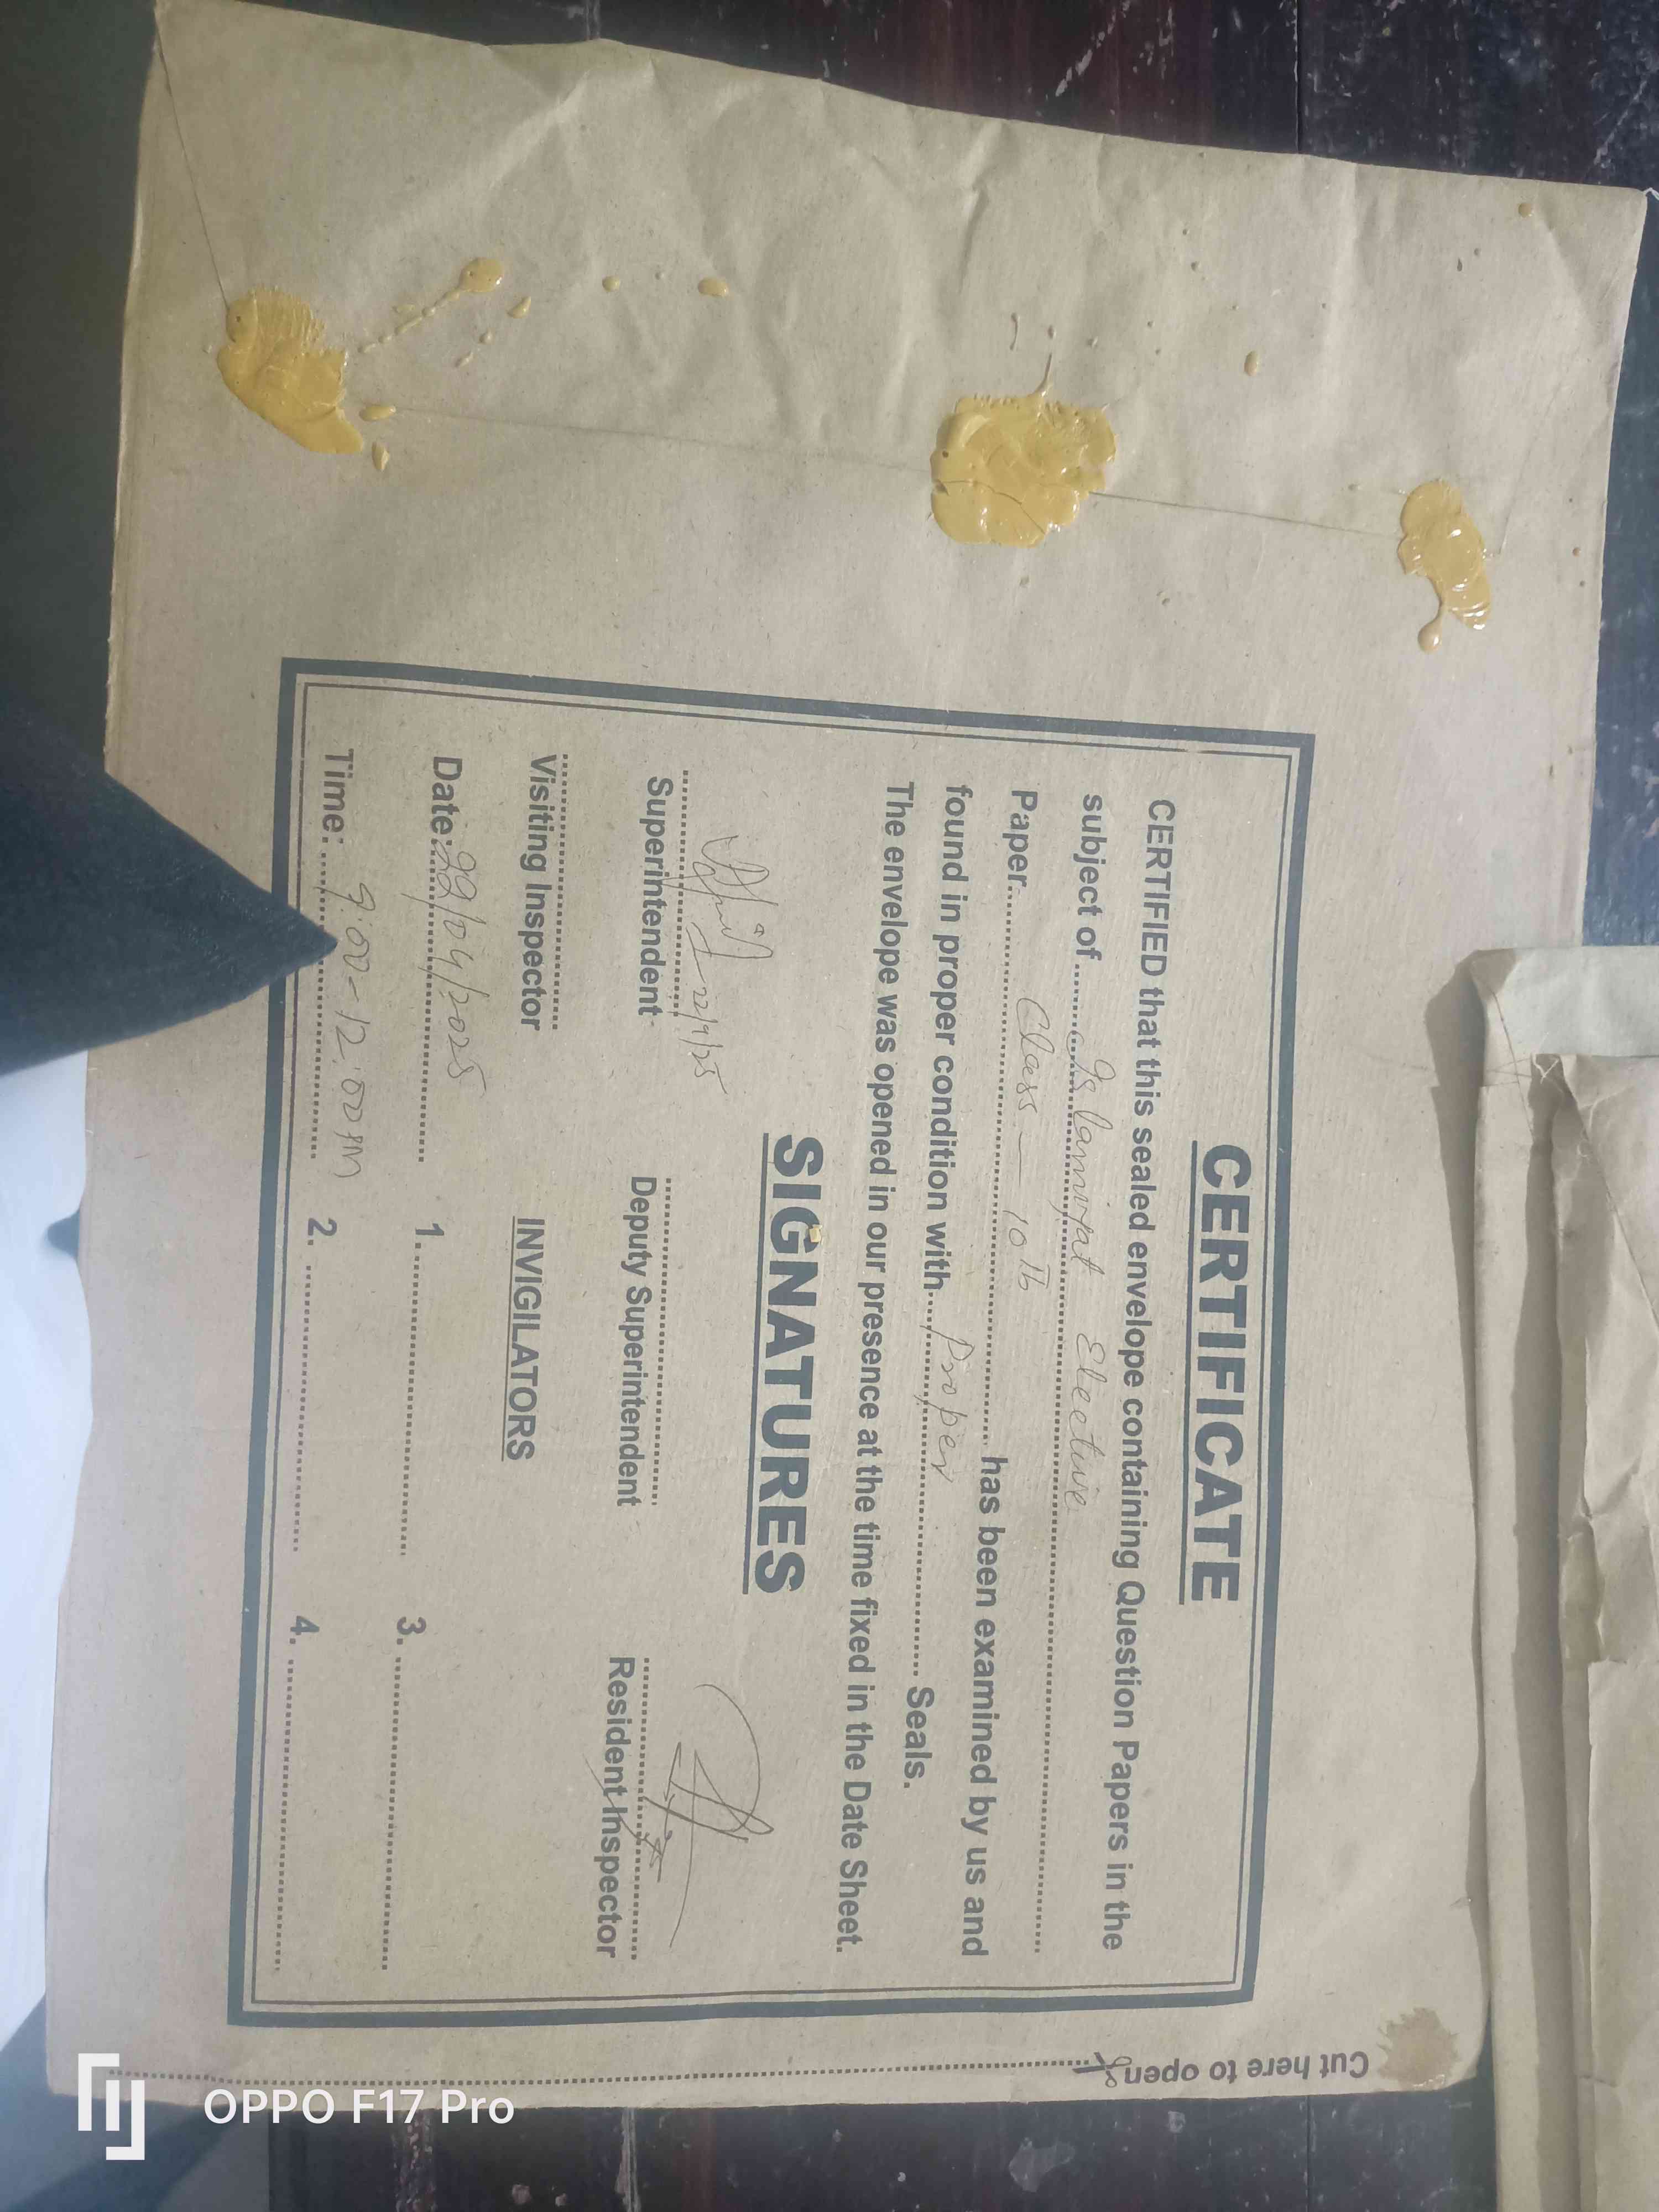 CERTIFICATE
CERTIFIED that this sealed envelope containing Question Papers in the
subject of ........ Islamiyat Elective ........
Paper........ Class - 10th ........ has been examined by us and
found in proper condition with........ Proper ........ Seals.
The envelope was opened in our presence at the time fixed in the Date Sheet.
SIGNATURES
22/4/25
Superintendent
Deputy Superintendent
Resident Inspector
Visiting Inspector
INVIGILATORS
Date: 22/04/2025
1.
3.
Time: 9:00 - 12:00 PM
2.
4.
Cut here to open
OPPO F17 Pro